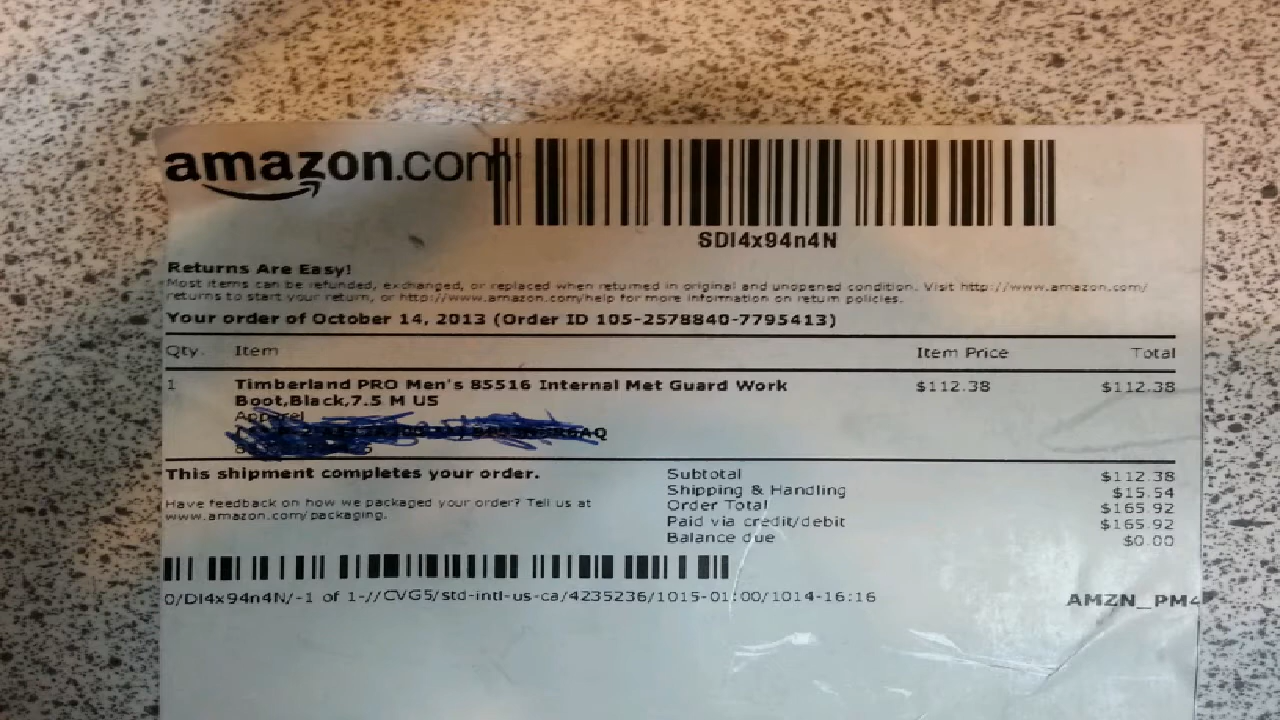 amazon.com
SDI4x94n4N
Returns Are Easy!
Most items can be refunded, exchanged, or replaced when returned in original and unopened condition. Visit http://www.amazon.com/
returns to start your return, or http://www.amazon.com/help for more information on return policies.
Your order of October 14, 2013 (Order ID 105-2578840-7795413)
Qty. Item Item Price Total
1 Timberland PRO Men's 85516 Internal Met Guard Work $112.38 $112.38
Boot,Black,7.5 M US
Apparel
This shipment completes your order.
Have feedback on how we packaged your order? Tell us at
www.amazon.com/packaging.
Subtotal $112.38
Shipping & Handling $15.54
Order Total $165.92
Paid via credit/debit $165.92
Balance due $0.00
0/DI4x94n4N/-1 of 1-//CVG5/std-intl-us-ca/4235236/1015-01:00/1014-16:16
AMZN_PM4